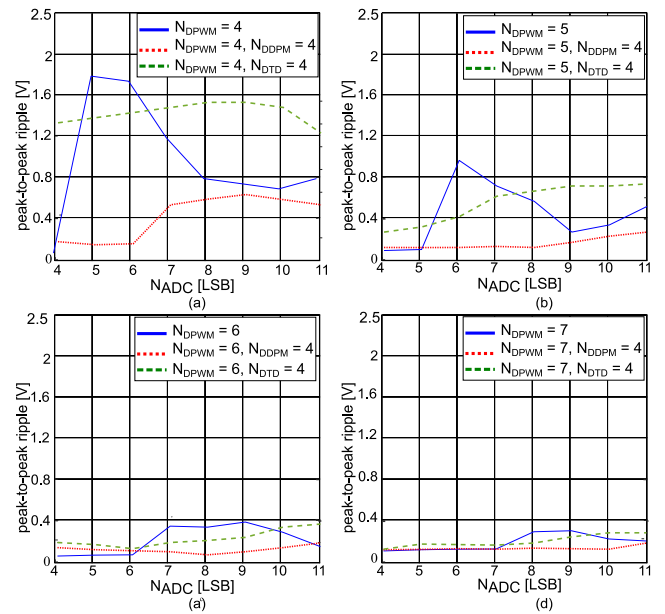 2.5
2
1.6
1.2
0.8
0.4
0
peak-to-peak ripple [V]
NDPWM = 4
NDPWM = 4, NDDPM = 4
NDPWM = 4, NDTD = 4
4 5 6 7 8 9 10 11
NADC [LSB]
(a)
2.5
2
1.6
1.2
0.8
0.4
0
peak-to-peak ripple [V]
NDPWM = 5
NDPWM = 5, NDDPM = 4
NDPWM = 5, NDTD = 4
4 5 6 7 8 9 10 11
NADC [LSB]
(b)
2.5
2
1.6
1.2
0.4
0
peak-to-peak ripple [V]
NDPWM = 6
NDPWM = 6, NDDPM = 4
NDPWM = 6, NDTD = 4
4 5 6 7 8 9 10 11
NADC [LSB]
(a)
2.5
2
1.6
1.2
0.4
0
peak-to-peak ripple [V]
NDPWM = 7
NDPWM = 7, NDDPM = 4
NDPWM = 7, NDTD = 4
4 5 6 7 8 9 10 11
NADC [LSB]
(d)